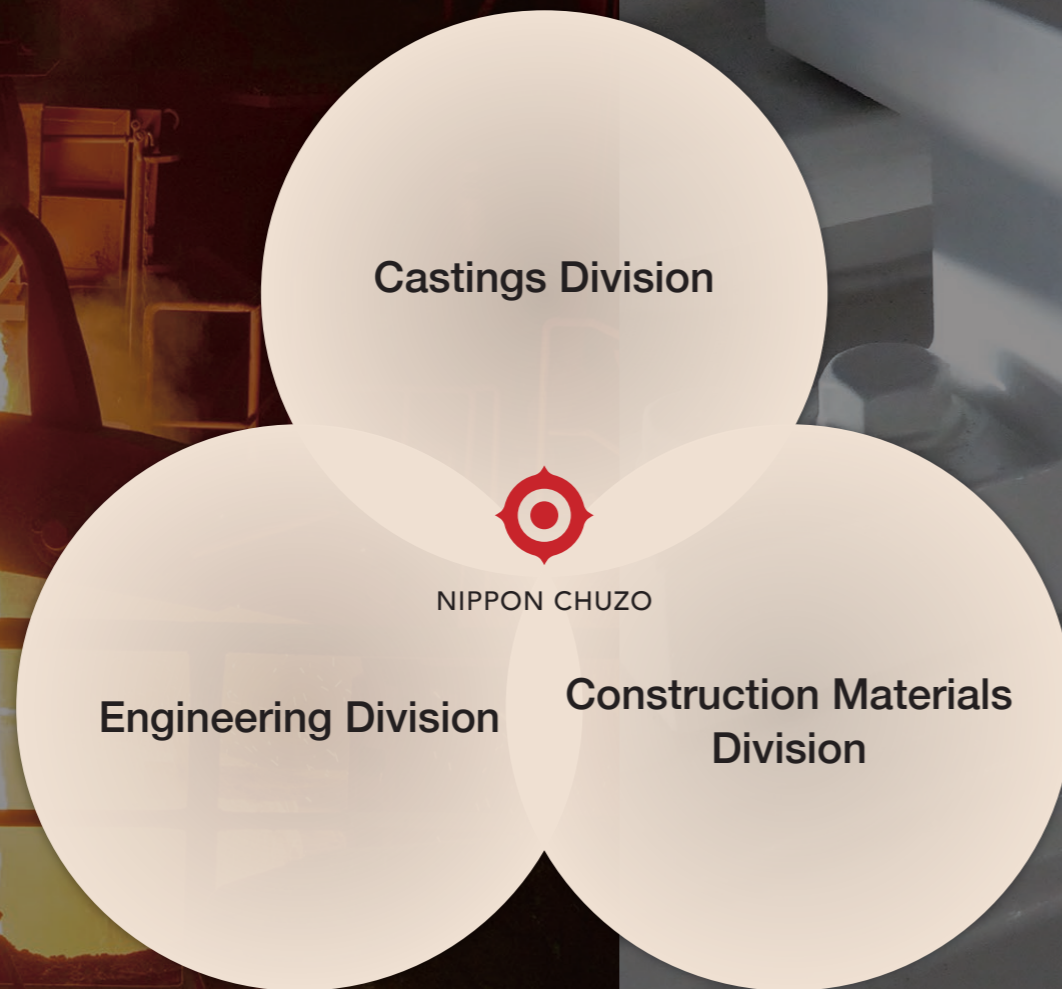 Castings Division
NIPPON CHUZO
Engineering Division
Construction Materials
Division